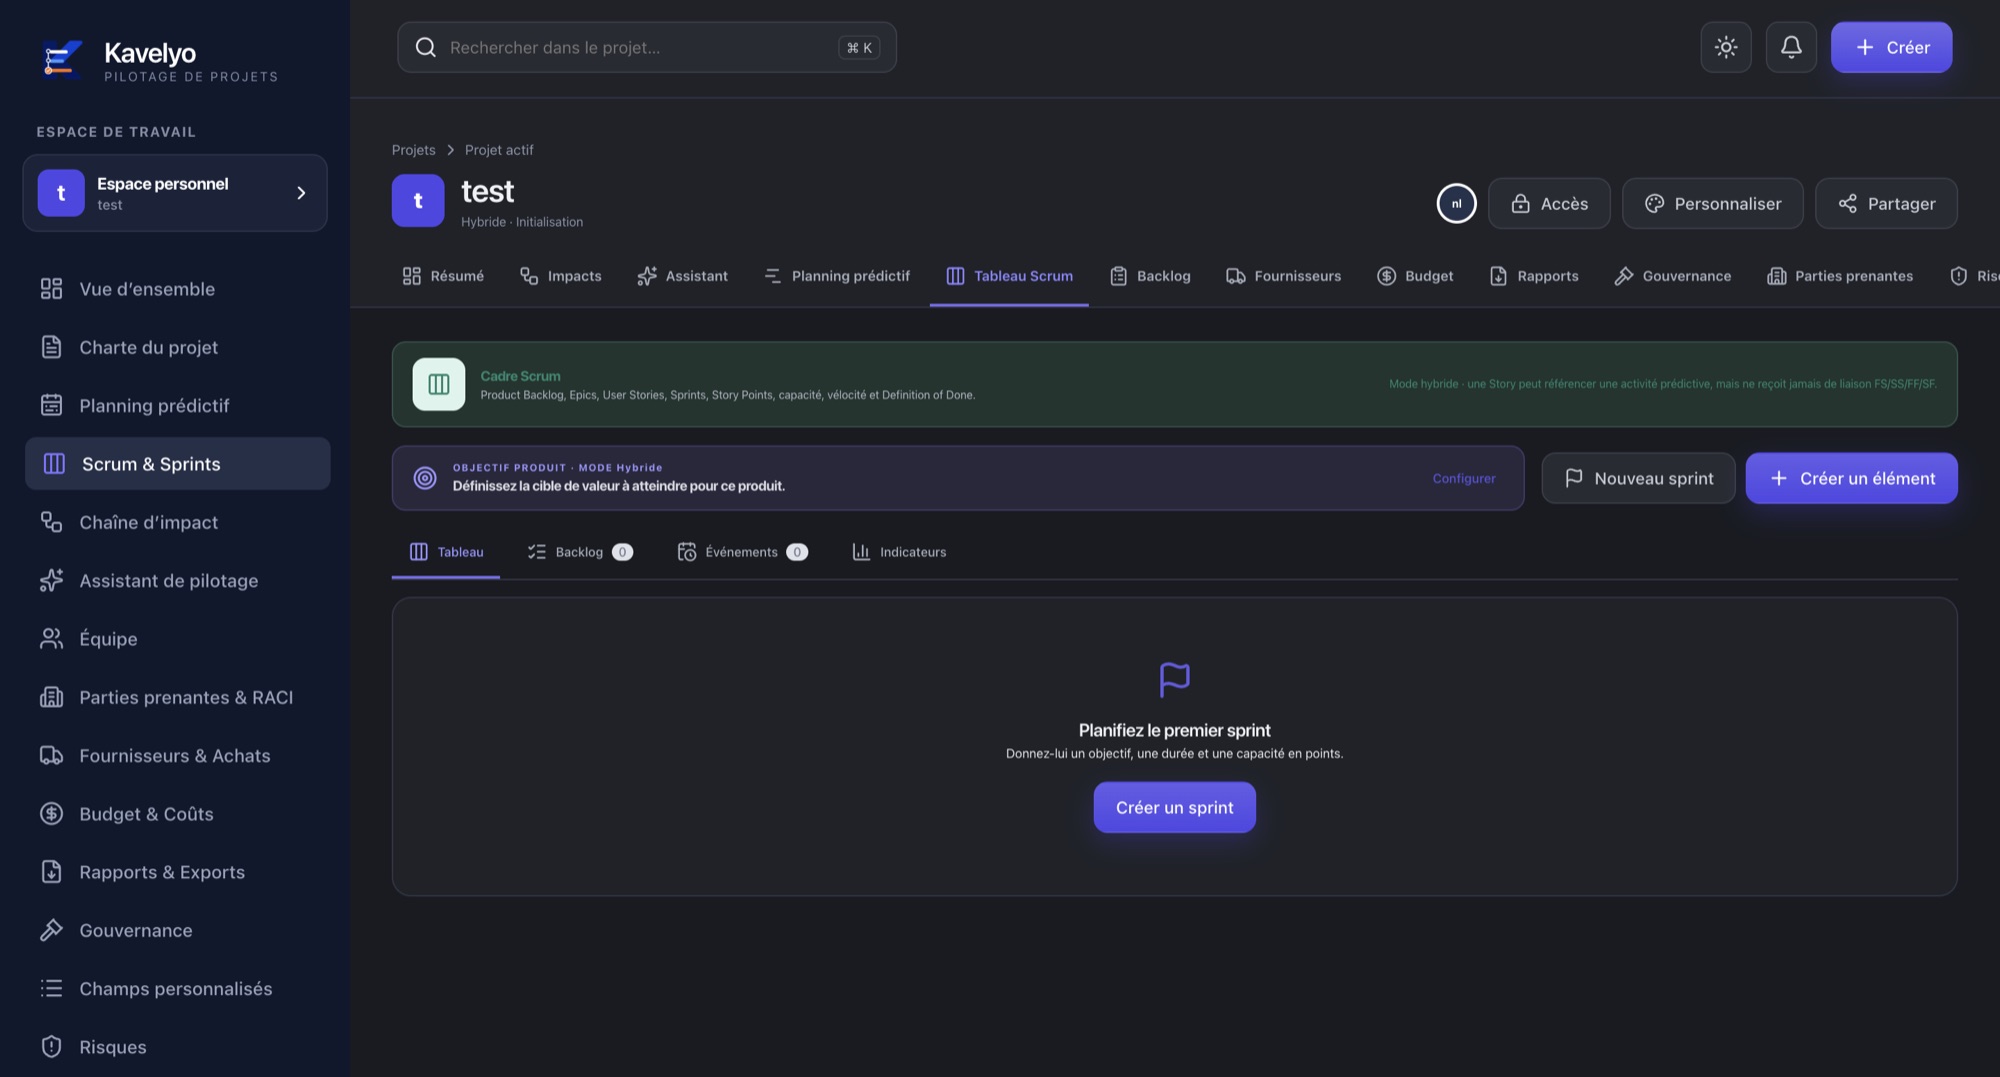 Kavelyo
PILOTAGE DE PROJETS
ESPACE DE TRAVAIL
t
Espace personnel
test
Vue d’ensemble
Charte du projet
Planning prédictif
Scrum & Sprints
Chaîne d’impact
Assistant de pilotage
Équipe
Parties prenantes & RACI
Fournisseurs & Achats
Budget & Coûts
Rapports & Exports
Gouvernance
Champs personnalisés
Risques
Rechercher dans le projet... ⌘ K
Créer
Projets > Projet actif
t
test
Hybride · Initialisation
nl
Accès
Personnaliser
Partager
Résumé
Impacts
Assistant
Planning prédictif
Tableau Scrum
Backlog
Fournisseurs
Budget
Rapports
Gouvernance
Parties prenantes
Cadre Scrum
Product Backlog, Epics, User Stories, Sprints, Story Points, capacité, vélocité et Definition of Done.
Mode hybride · une Story peut référencer une activité prédictive, mais ne reçoit jamais de liaison FS/SS/FF/SF.
OBJECTIF PRODUIT · MODE Hybride
Définissez la cible de valeur à atteindre pour ce produit.
Configurer
Nouveau sprint
Créer un élément
Tableau
Backlog 0
Événements 0
Indicateurs
Planifiez le premier sprint
Donnez-lui un objectif, une durée et une capacité en points.
Créer un sprint